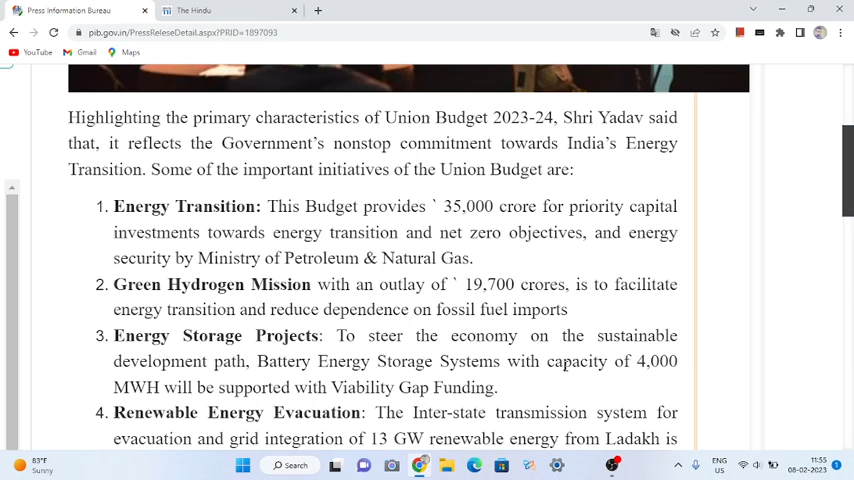 Press Information Bureau
The Hindu
pib.gov.in/PressReleseDetail.aspx?PRID=1897093
YouTube Gmail Maps
Highlighting the primary characteristics of Union Budget 2023-24, Shri Yadav said
that, it reflects the Government's nonstop commitment towards India's Energy
Transition. Some of the important initiatives of the Union Budget are:
1. Energy Transition: This Budget provides ` 35,000 crore for priority capital
investments towards energy transition and net zero objectives, and energy
security by Ministry of Petroleum & Natural Gas.
2. Green Hydrogen Mission with an outlay of ` 19,700 crores, is to facilitate
energy transition and reduce dependence on fossil fuel imports
3. Energy Storage Projects: To steer the economy on the sustainable
development path, Battery Energy Storage Systems with capacity of 4,000
MWH will be supported with Viability Gap Funding.
4. Renewable Energy Evacuation: The Inter-state transmission system for
evacuation and grid integration of 13 GW renewable energy from Ladakh is
83°F
Sunny
Search
ENG
US
11:55
08-02-2023